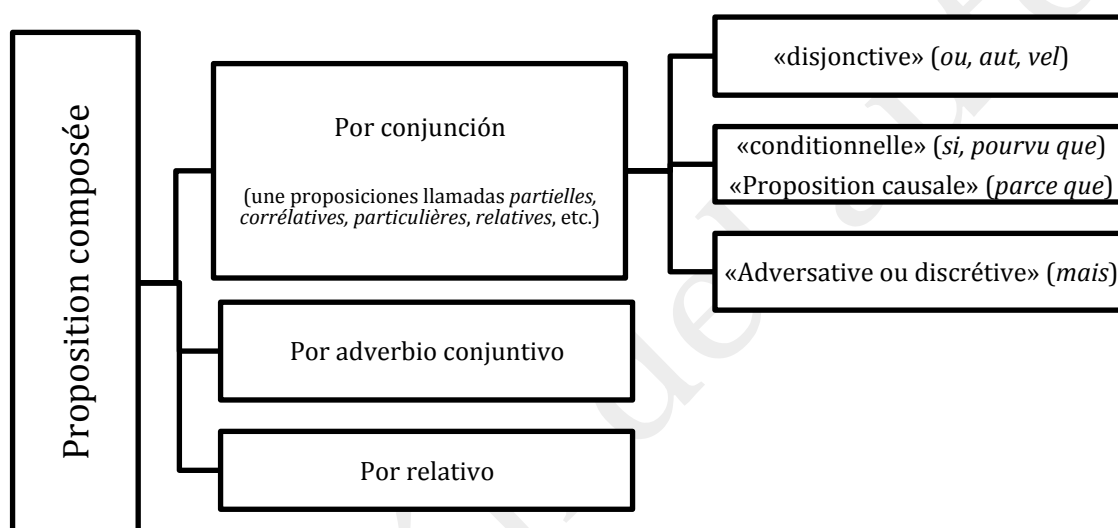 Proposition composée
Por conjunción
(une proposiciones llamadas partielles,
corrélatives, particulières, relatives, etc.)
Por adverbio conjuntivo
Por relativo
«disjonctive» (ou, aut, vel)
«conditionnelle» (si, pourvu que)
«Proposition causale» (parce que)
«Adversative ou discrétive» (mais)